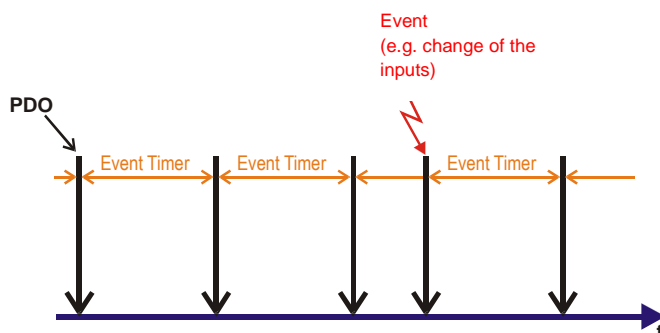 Event
(e.g. change of the
inputs)
PDO
Event Timer Event Timer Event Timer
t